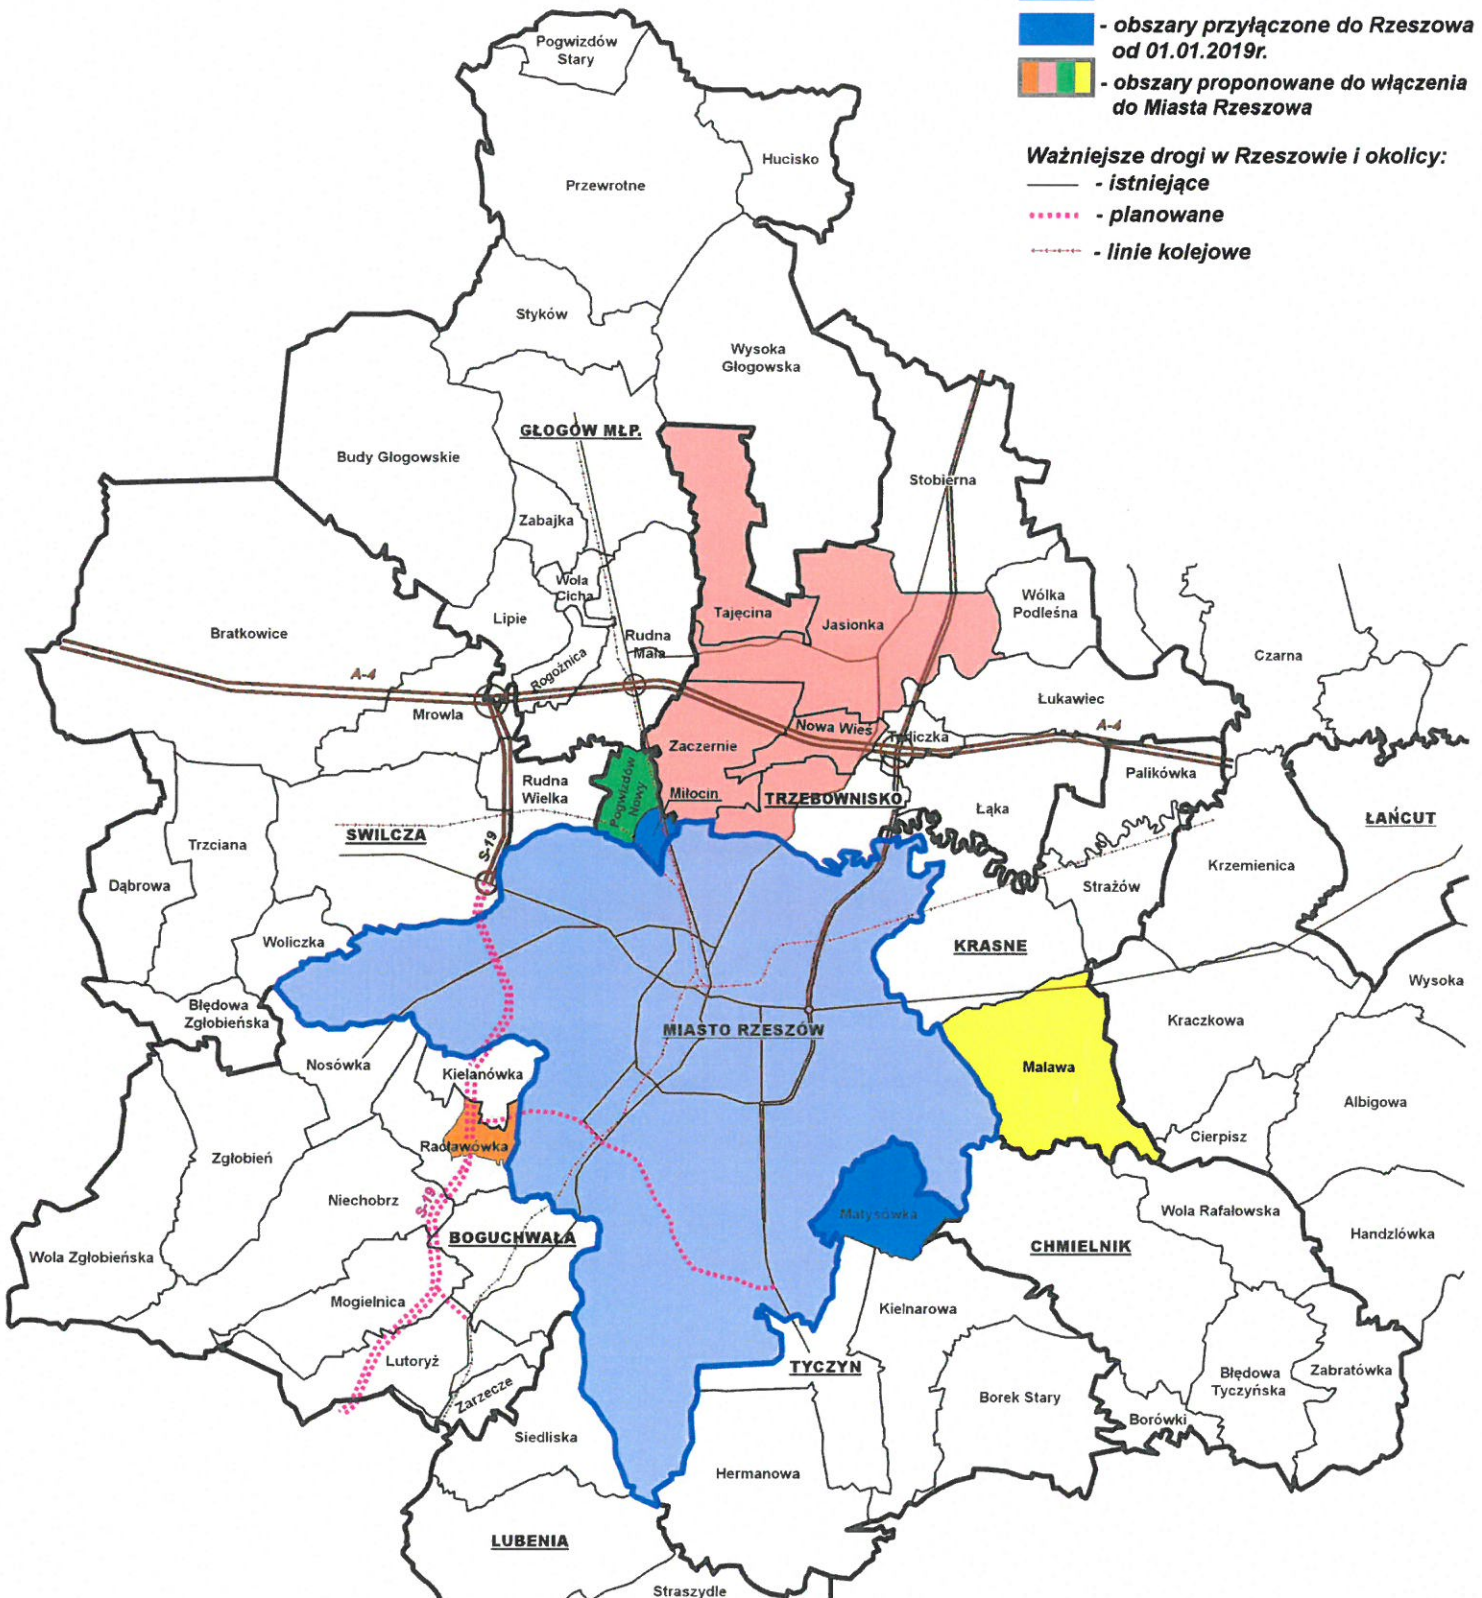 - obszary przyłączone do Rzeszowa
od 01.01.2019r.
- obszary proponowane do włączenia
do Miasta Rzeszowa
Ważniejsze drogi w Rzeszowie i okolicy:
- istniejące
- planowane
- linie kolejowe
Pogwizdów
Stary
Hucisko
Przewrotne
Styków
Wysoka
Głogowska
GŁOGÓW MŁP.
Budy Głogowskie
Stobierna
Zabajka
Wola
Cicha
Wólka
Podleśna
Lipie
Tajęcina
Jasionka
Bratkowice
Rudna
Mała
Czarna
Rogoźnica
A-4
Łukawiec
Mrowla
Nowa Wieś
A-4
Terliczka
Zaczernie
Palikówka
Rudna
Wielka
Pogwizdów
Nowy
Miłocin
TRZEBOWNISKO
Łąka
ŁAŃCUT
ŚWILCZA
Trzciana
S-19
Krzemienica
Dąbrowa
Strażów
Woliczka
KRASNE
Wysoka
Błędowa
Zgłobieńska
Kraczkowa
MIASTO RZESZÓW
Nosówka
Kielanówka
Malawa
Albigowa
Racławówka
Cierpisz
Zgłobień
Niechobrz
S-19
Matysówka
Wola Rafałowska
BOGUCHWAŁA
CHMIELNIK
Handzlówka
Wola Zgłobieńska
Mogielnica
Kielnarowa
Lutoryż
TYCZYN
Błędowa
Tyczyńska
Zabratówka
Zarzecze
Borek Stary
Borówki
Siedliska
Hermanowa
LUBENIA
Straszydle